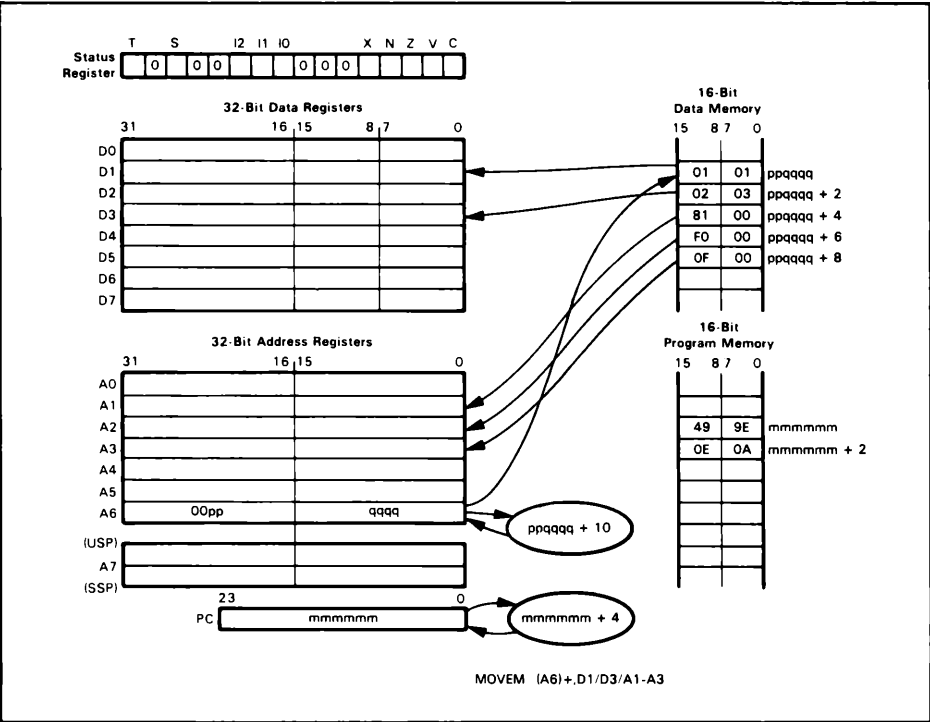 T S I2 I1 I0 X N Z V C
Status
Register
0 0 0 0 0 0
32-Bit Data Registers
31 16 15 8 7 0
D0
D1
D2
D3
D4
D5
D6
D7
16-Bit
Data Memory
15 8 7 0
01 01 ppqqqq
02 03 ppqqqq + 2
81 00 ppqqqq + 4
F0 00 ppqqqq + 6
0F 00 ppqqqq + 8
32-Bit Address Registers
31 16 15 0
A0
A1
A2
A3
A4
A5
A6 00pp qqqq
ppqqqq + 10
(USP)
A7
(SSP)
23 0
PC mmmmmm
mmmmmm + 4
16-Bit
Program Memory
15 8 7 0
49 9E mmmmmm
0E 0A mmmmmm + 2
MOVEM (A6)+,D1/D3/A1-A3